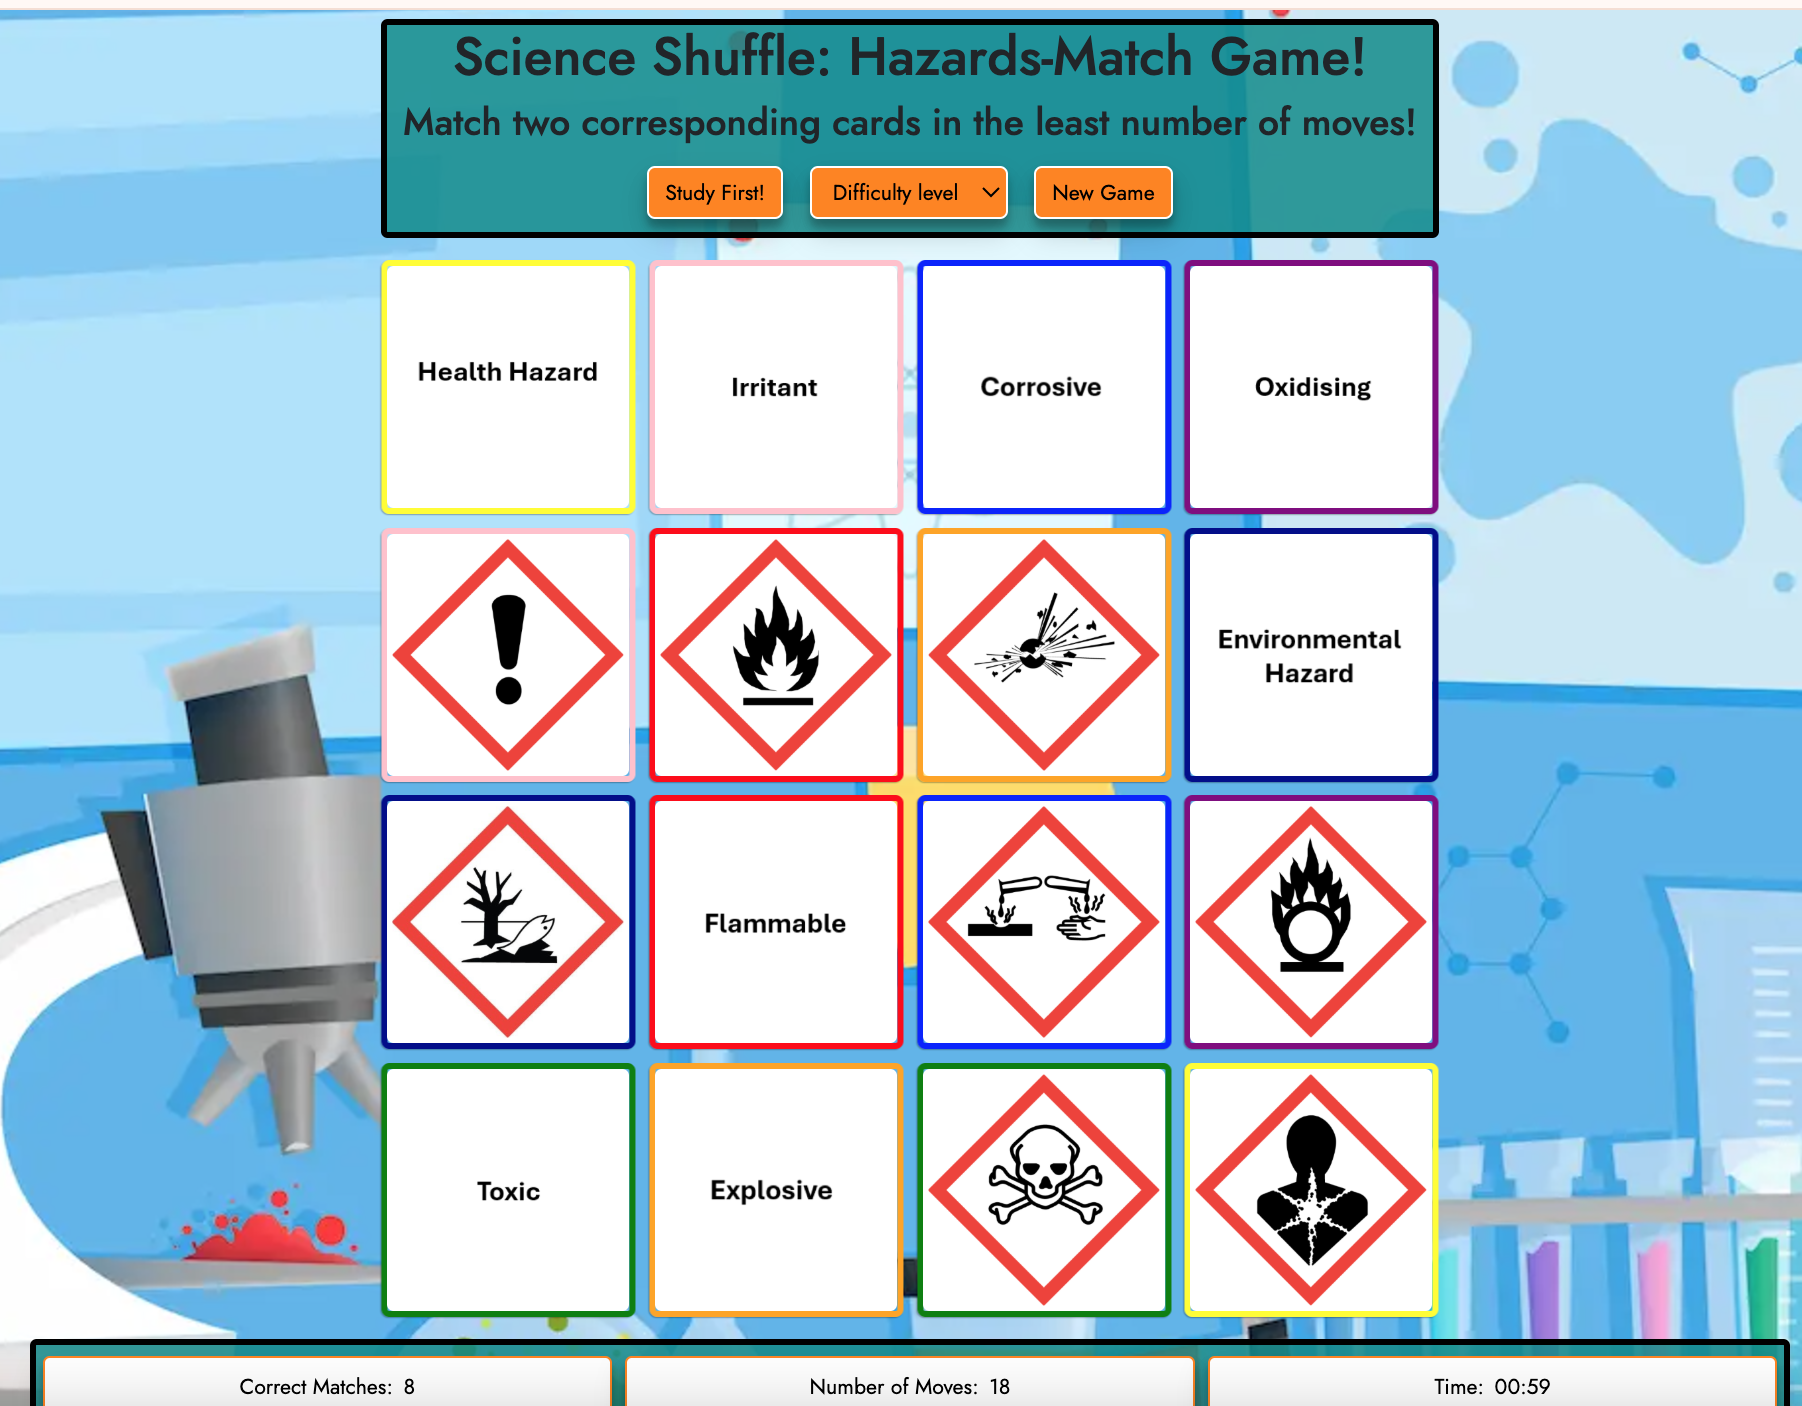 Science Shuffle: Hazards-Match Game!
Match two corresponding cards in the least number of moves!
Study First!
Difficulty level
New Game
Health Hazard
Irritant
Corrosive
Oxidising
Environmental
Hazard
Flammable
Toxic
Explosive
Correct Matches: 8
Number of Moves: 18
Time: 00:59